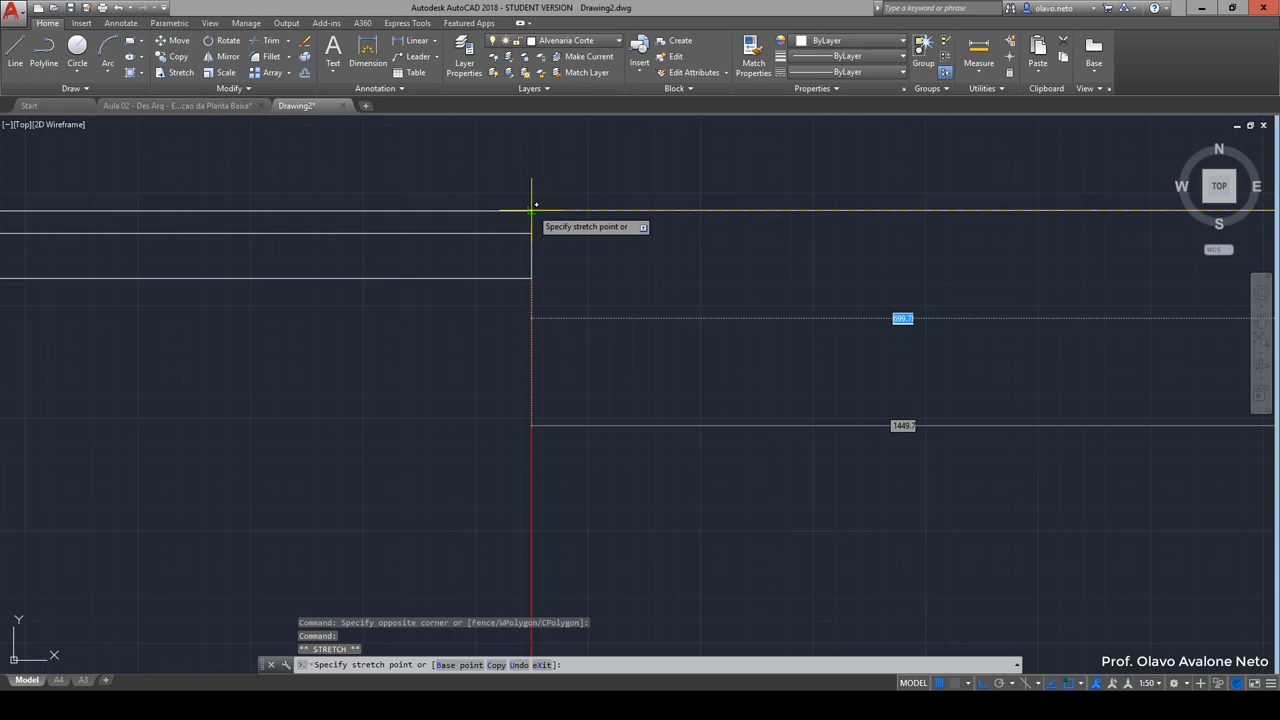 Autodesk AutoCAD 2018 - STUDENT VERSION Drawing2.dwg
Type a keyword or phrase
olavo.neto
Home Insert Annotate Parametric View Manage Output Add-ins A360 Express Tools Featured Apps
Line Polyline Circle Arc
Move Rotate Trim
Copy Mirror Fillet
Stretch Scale Array
Text Dimension
Linear
Leader
Table
Layer Properties
Alvenaria Corte
Make Current
Match Layer
Insert
Create
Edit
Edit Attributes
Match Properties
ByLayer
ByLayer
ByLayer
Group
Measure
Paste
Base
Draw Modify Annotation Layers Block Properties Groups Utilities Clipboard View
Start Aula 02 - Des Arq - E...cao da Planta Baixa* Drawing2*
[−][Top][2D Wireframe]
N
W TOP E
S
WCS
Specify stretch point or
699.7
1449.7
Command: Specify opposite corner or [Fence/WPolygon/CPolygon]:
Command:
** STRETCH **
Specify stretch point or [Base point Copy Undo eXit]:
Y
X
Prof. Olavo Avalone Neto
Model A4 A3
MODEL 1:50